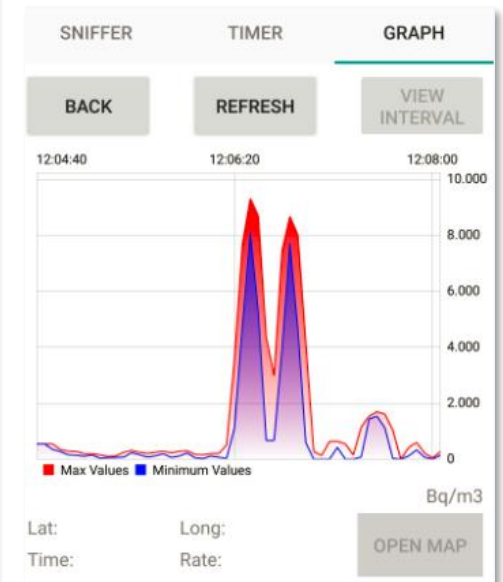 SNIFFER TIMER GRAPH
BACK REFRESH VIEW INTERVAL
12:04:40 12:06:20 12:08:00
10.000
8.000
6.000
4.000
2.000
0
Max Values Minimum Values
Bq/m3
Lat: Long:
Time: Rate:
OPEN MAP